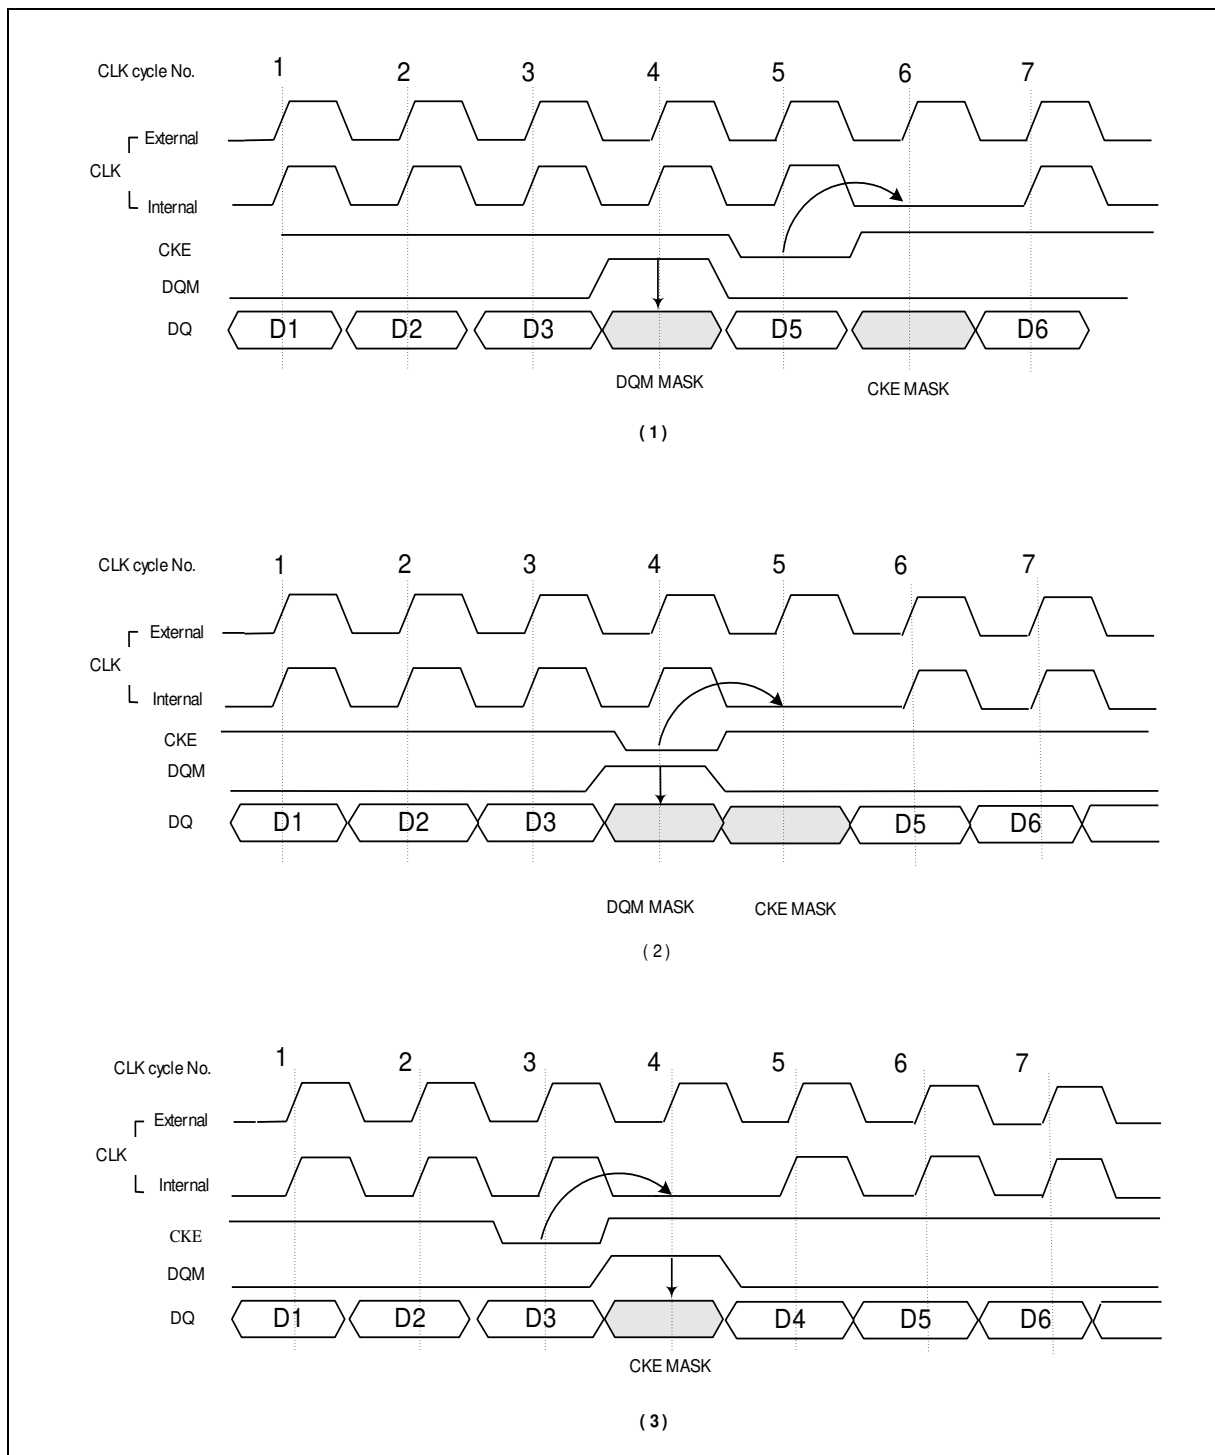 CLK cycle No. 1 2 3 4 5 6 7
External
CLK
Internal
CKE
DQM
DQ D1 D2 D3 D5 D6
DQM MASK CKE MASK
( 1 )
CLK cycle No. 1 2 3 4 5 6 7
External
CLK
Internal
CKE
DQM
DQ D1 D2 D3 D5 D6
DQM MASK CKE MASK
( 2 )
CLK cycle No. 1 2 3 4 5 6 7
External
CLK
Internal
CKE
DQM
DQ D1 D2 D3 D4 D5 D6
CKE MASK
( 3 )